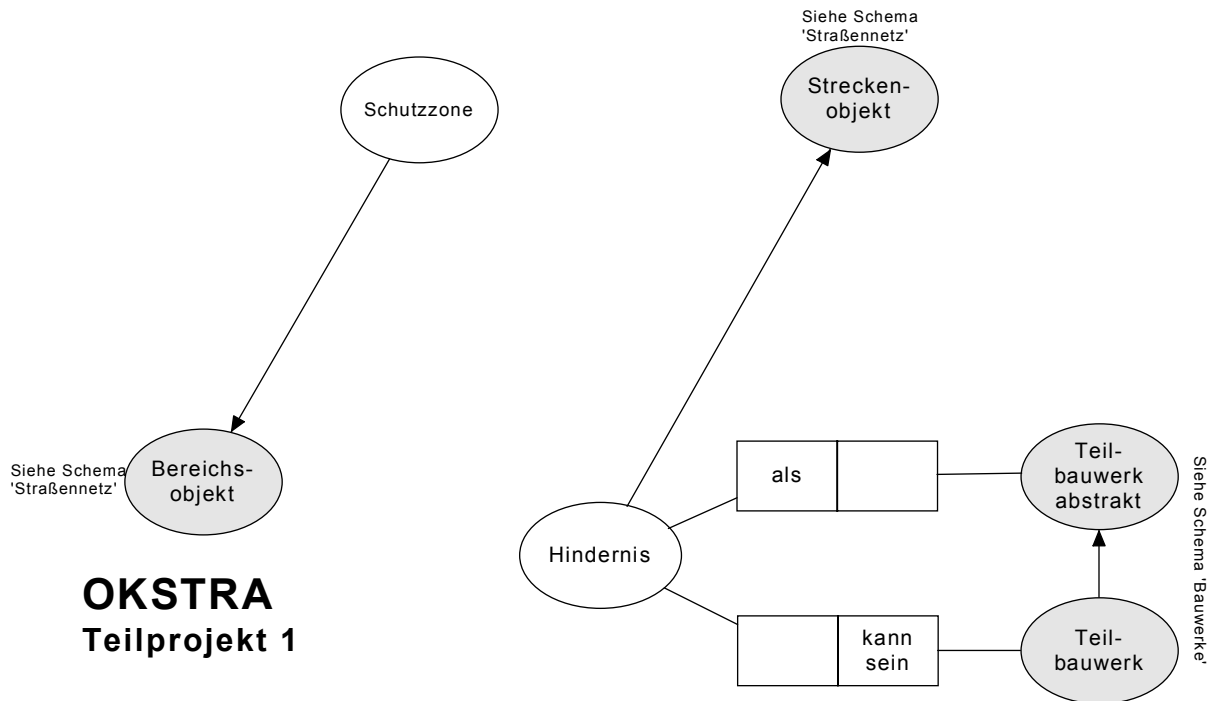 Siehe Schema
'Straßennetz'
Strecken-
objekt
Schutzzone
Siehe Schema
'Straßennetz'
Bereichs-
objekt
als
Teil-
bauwerk
abstrakt
Siehe Schema 'Bauwerke'
Hindernis
OKSTRA
Teilprojekt 1
kann
sein
Teil-
bauwerk